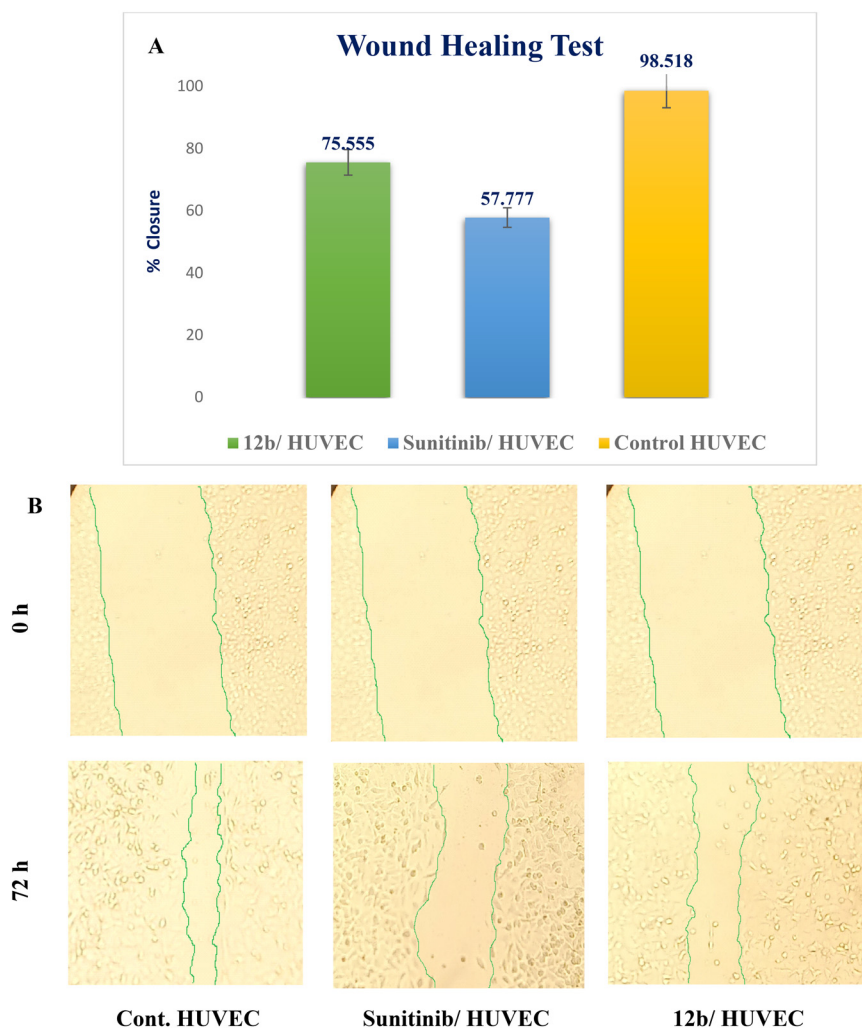 A
Wound Healing Test
98.518
75.555
57.777
100
80
60
40
20
0
% Closure
12b/ HUVEC Sunitinib/ HUVEC Control HUVEC
B
0 h
72 h
Cont. HUVEC Sunitinib/ HUVEC 12b/ HUVEC